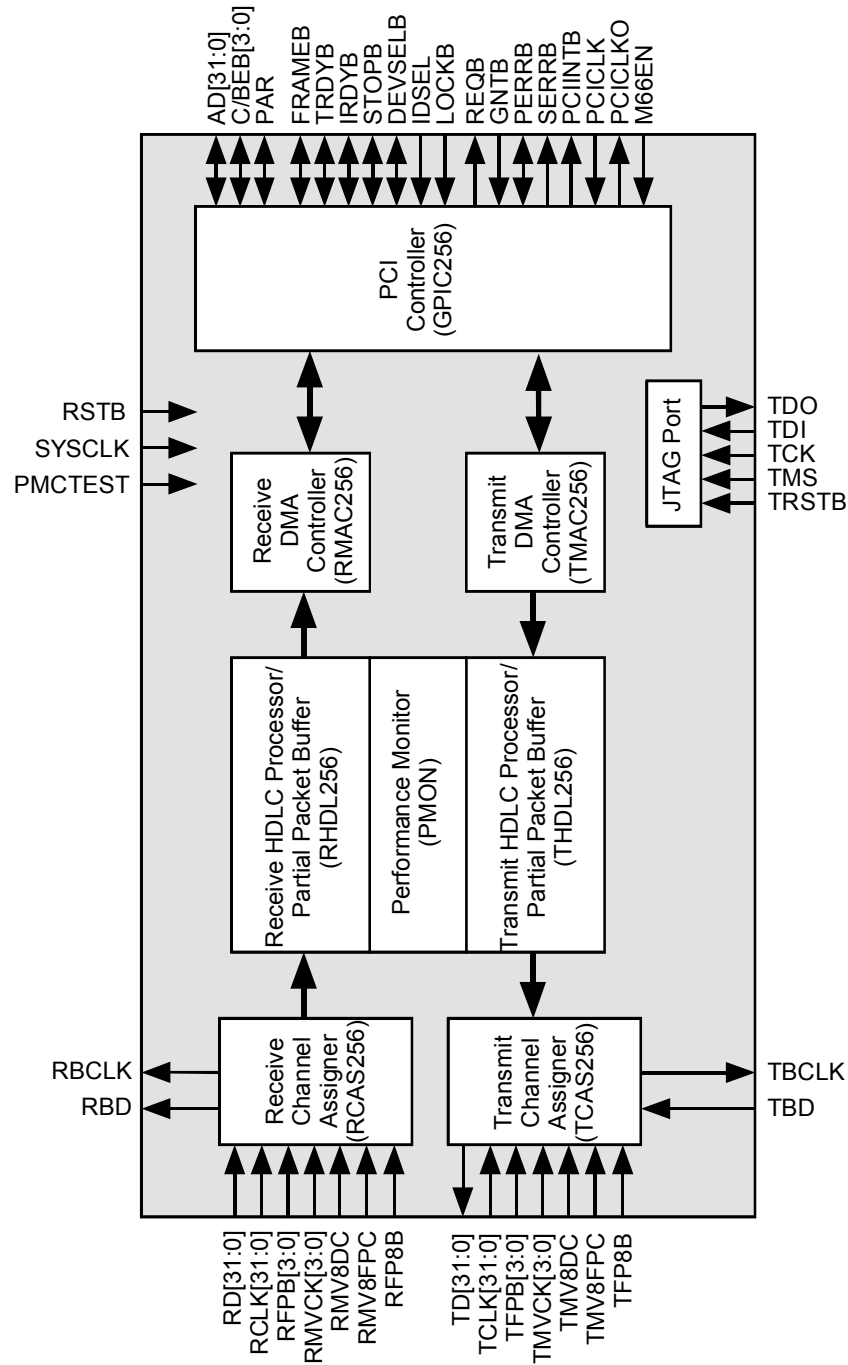 AD[31:0]
C/BEB[3:0]
PAR
FRAMEB
TRDYB
IRDYB
STOPB
DEVSELB
IDSEL
LOCKB
REQB
GNTB
PERRB
SERRB
PCIINTB
PCICLK
PCICLKO
M66EN
PCI
Controller
(GPIC256)
RSTB
SYSCLK
PMCTEST
Receive
DMA
Controller
(RMAC256)
Transmit
DMA
Controller
(TMAC256)
JTAG Port
TDO
TDI
TCK
TMS
TRSTB
Receive HDLC Processor/
Partial Packet Buffer
(RHDL256)
Performance Monitor
(PMON)
Transmit HDLC Processor/
Partial Packet Buffer
(THDL256)
RBCLK
RBD
Receive
Channel
Assigner
(RCAS256)
Transmit
Channel
Assigner
(TCAS256)
TBCLK
TBD
RD[31:0]
RCLK[31:0]
RFPB[3:0]
RMVCK[3:0]
RMV8DC
RMV8FPC
RFP8B
TD[31:0]
TCLK[31:0]
TFPB[3:0]
TMVCK[3:0]
TMV8DC
TMV8FPC
TFP8B